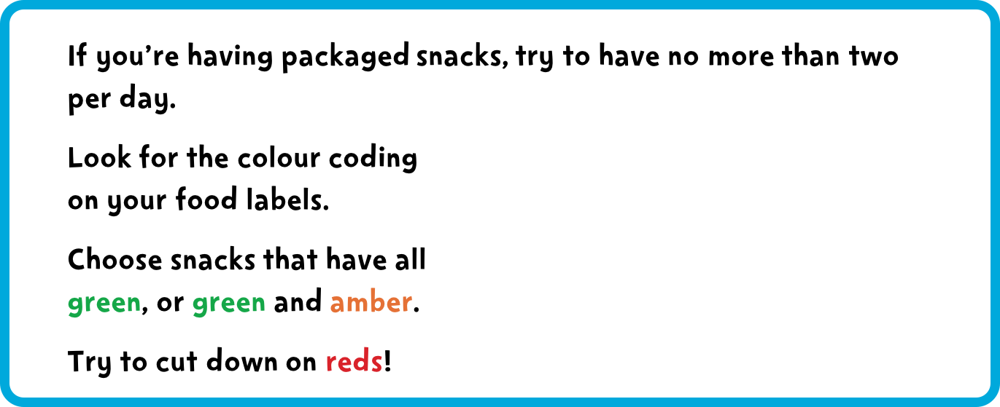 If you’re having packaged snacks, try to have no more than two
per day.
Look for the colour coding
on your food labels.
Choose snacks that have all
green, or green and amber.
Try to cut down on reds!